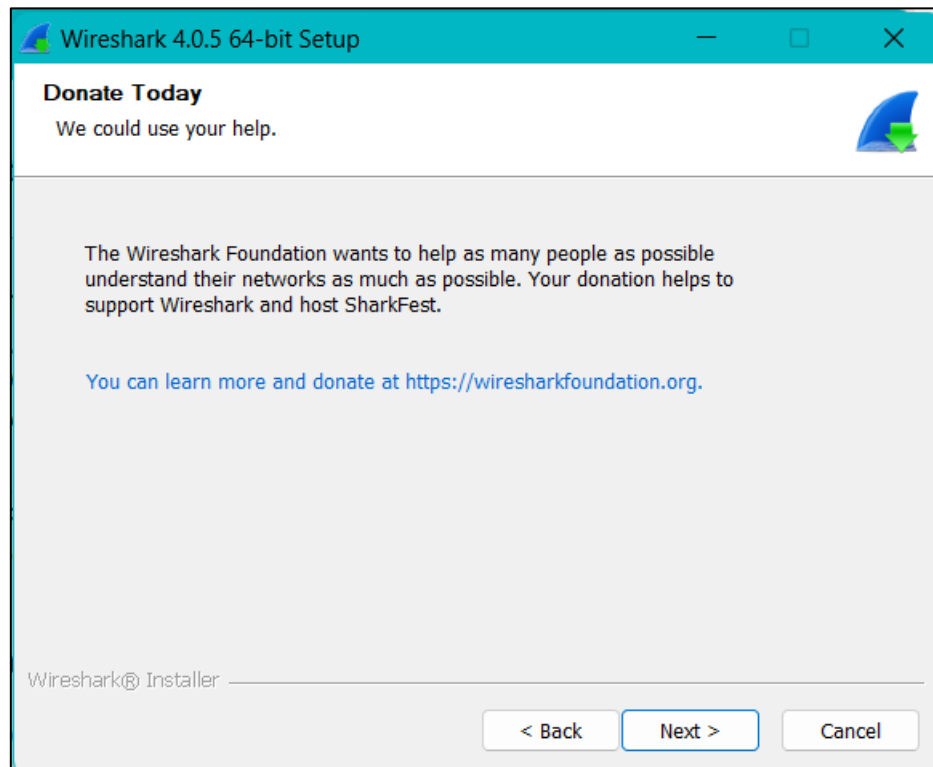 Wireshark 4.0.5 64-bit Setup
Donate Today
We could use your help.
The Wireshark Foundation wants to help as many people as possible
understand their networks as much as possible. Your donation helps to
support Wireshark and host SharkFest.
You can learn more and donate at https://wiresharkfoundation.org.
Wireshark® Installer
< Back
Next >
Cancel